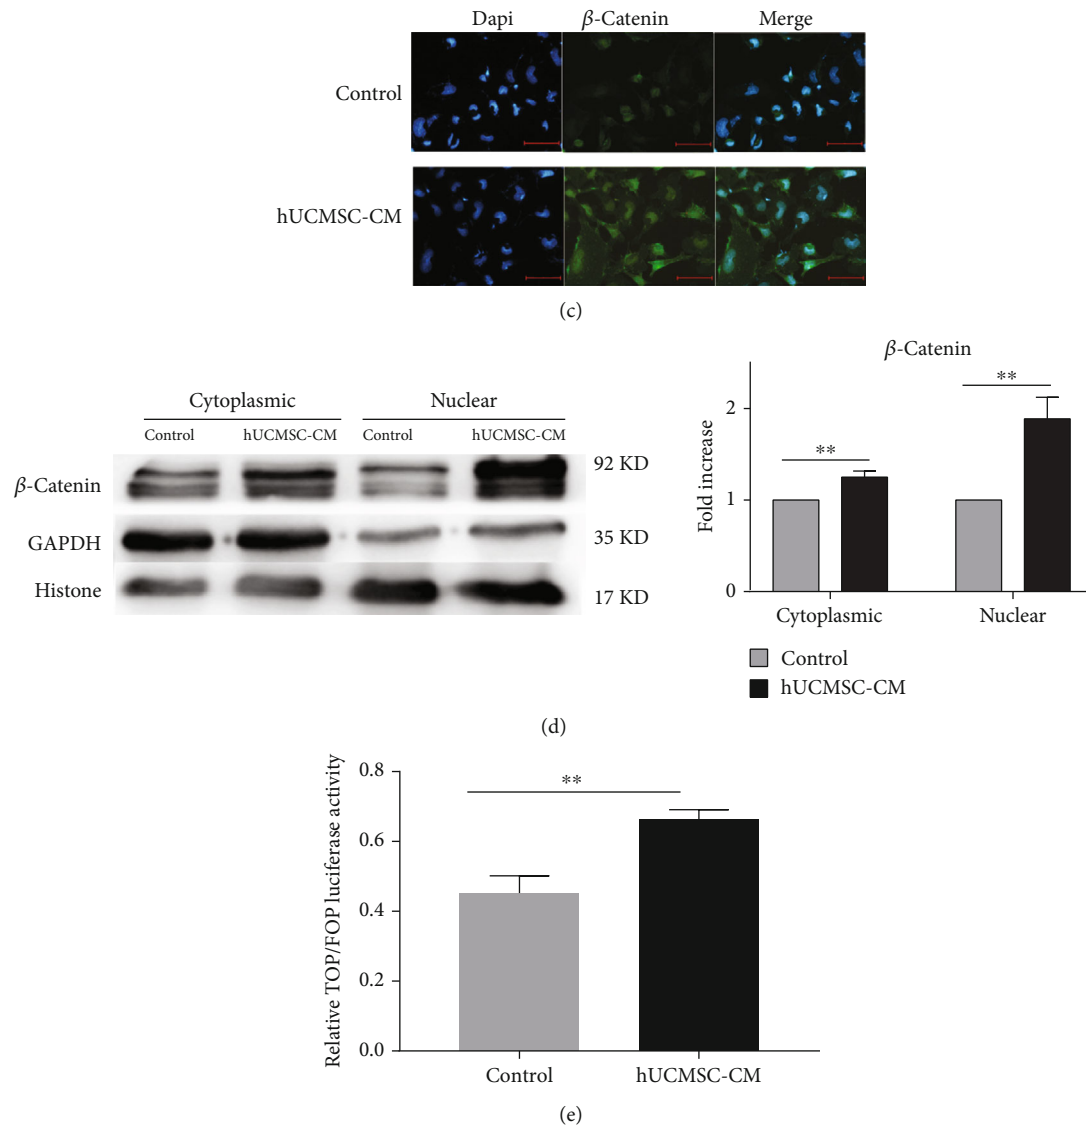 Dapi β-Catenin Merge
Control
hUCMSC-CM
(c)
Cytoplasmic Nuclear
Control hUCMSC-CM Control hUCMSC-CM
β-Catenin 92 KD
GAPDH 35 KD
Histone 17 KD
β-Catenin
Fold increase
2
1
0
** **
Cytoplasmic Nuclear
Control
hUCMSC-CM
(d)
Relative TOP/FOP luciferase activity
0.8
0.6
0.4
0.2
0.0
**
Control hUCMSC-CM
(e)